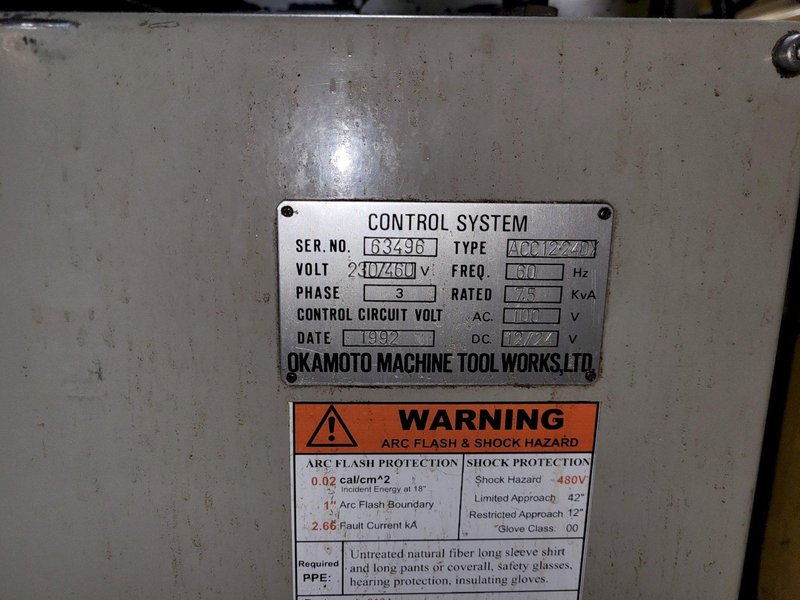 CONTROL SYSTEM
SER. NO. 63496 TYPE ACC12·24DX
VOLT 230/460 V FREQ. 60 Hz
PHASE 3 RATED 7.5 KvA
CONTROL CIRCUIT VOLT AC. 100 V
DATE 1992 DC. 12/24 V
OKAMOTO MACHINE TOOL WORKS,LTD.
WARNING
ARC FLASH & SHOCK HAZARD
ARC FLASH PROTECTION
0.02 cal/cm^2
Incident Energy at 18"
1" Arc Flash Boundary
2.66 Fault Current kA
SHOCK PROTECTION
Shock Hazard 480V
Limited Approach 42"
Restricted Approach 12"
Glove Class: 00
Required
PPE:
Untreated natural fiber long sleeve shirt
and long pants or coverall, safety glasses,
hearing protection, insulating gloves.